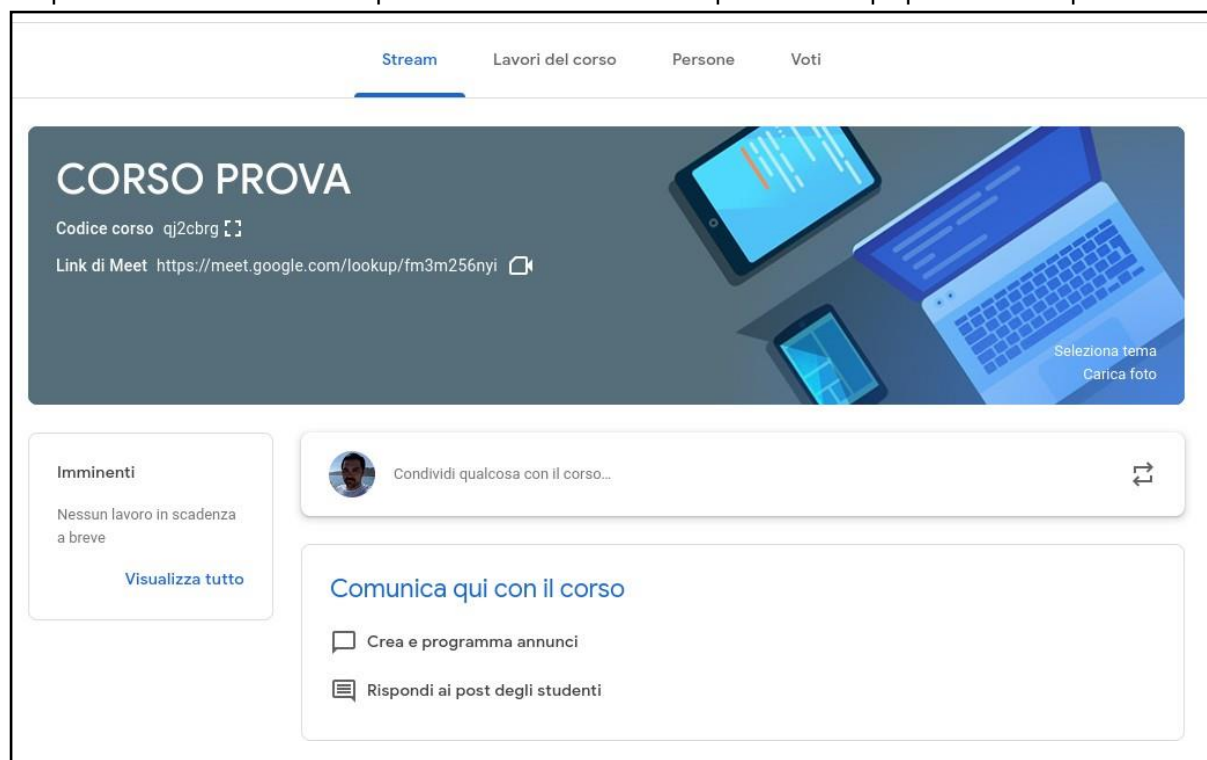 Stream Lavori del corso Persone Voti
CORSO PROVA
Codice corso qj2cbrg
Link di Meet https://meet.google.com/lookup/fm3m256nyi
Seleziona tema
Carica foto
Imminenti
Nessun lavoro in scadenza
a breve
Visualizza tutto
Condividi qualcosa con il corso...
Comunica qui con il corso
Crea e programma annunci
Rispondi ai post degli studenti